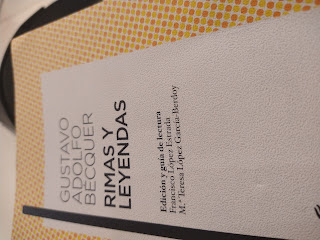 GUSTAVO
ADOLFO
BÉCQUER
RIMAS Y
LEYENDAS
Edición y guía de lectura
Francisco López Estrada
M.ª Teresa López García-Berdoy